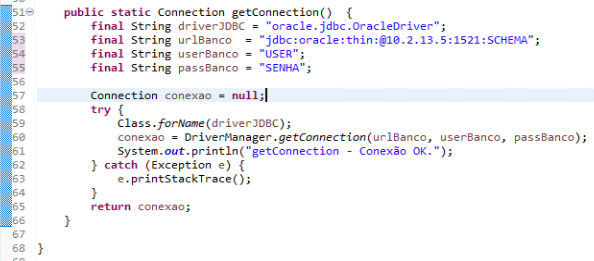 51 public static Connection getConnection()  {
52     final String driverJDBC = "oracle.jdbc.OracleDriver";
53     final String urlBanco  = "jdbc:oracle:thin:@10.2.13.5:1521:SCHEMA";
54     final String userBanco = "USER";
55     final String passBanco = "SENHA";
56
57     Connection conexao = null;
58     try {
59         Class.forName(driverJDBC);
60         conexao = DriverManager.getConnection(urlBanco, userBanco, passBanco);
61         System.out.println("getConnection - Conexão OK.");
62     } catch (Exception e) {
63         e.printStackTrace();
64     }
65     return conexao;
66 }
67
68 }